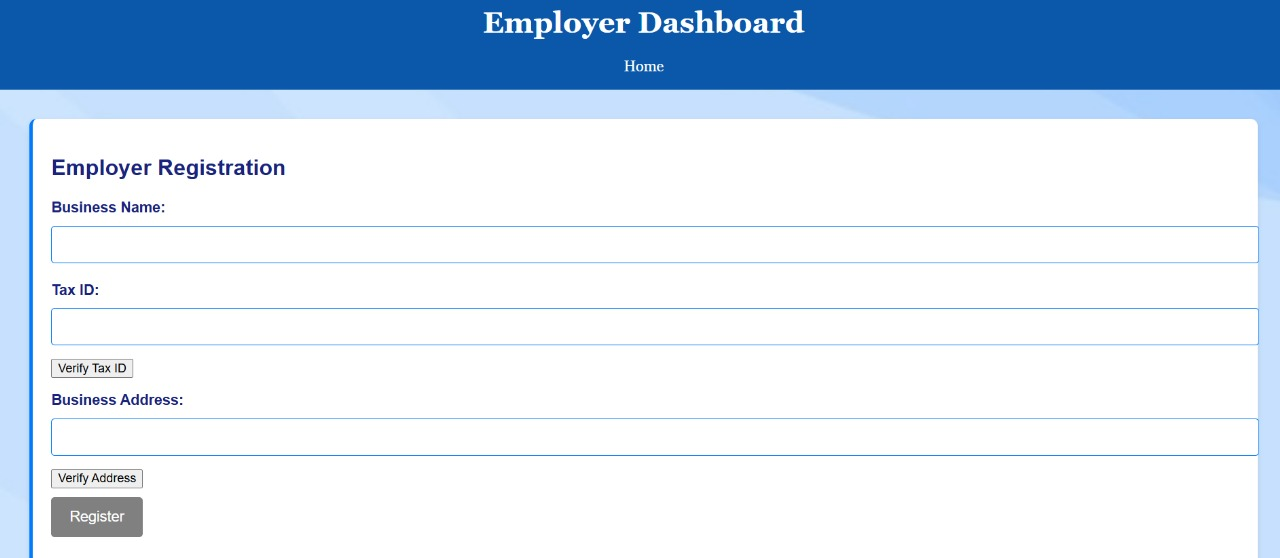 Employer Dashboard
Home
Employer Registration
Business Name:
Tax ID:
Verify Tax ID
Business Address:
Verify Address
Register